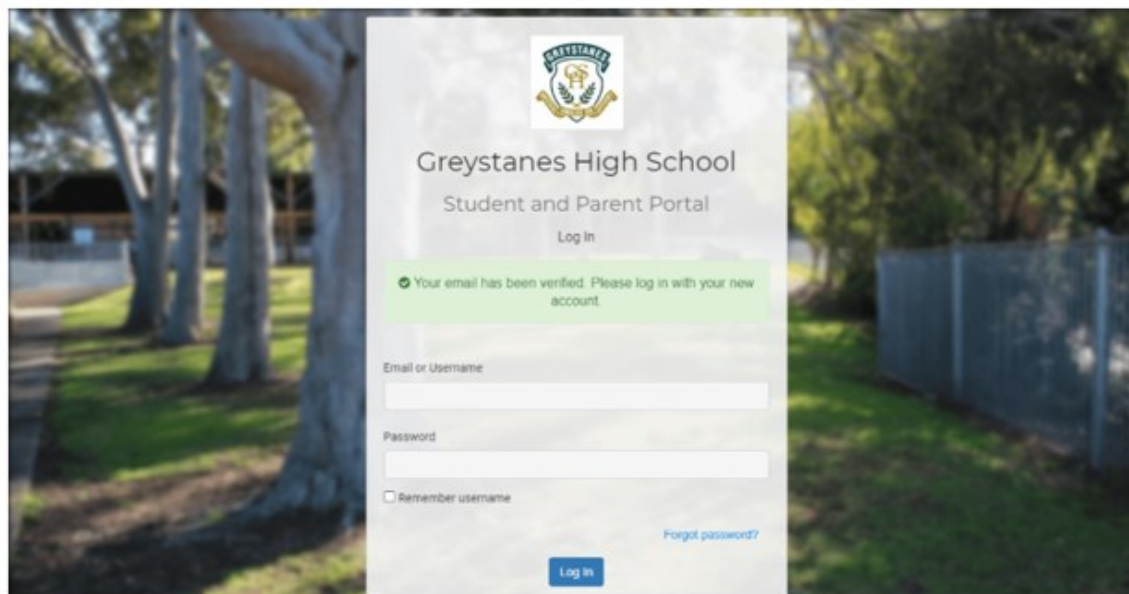 GREYSTANES
GHS
Greystanes High School
Student and Parent Portal
Log In
Your email has been verified. Please log in with your new
account.
Email or Username
Password
Remember username
Forgot password?
Log In